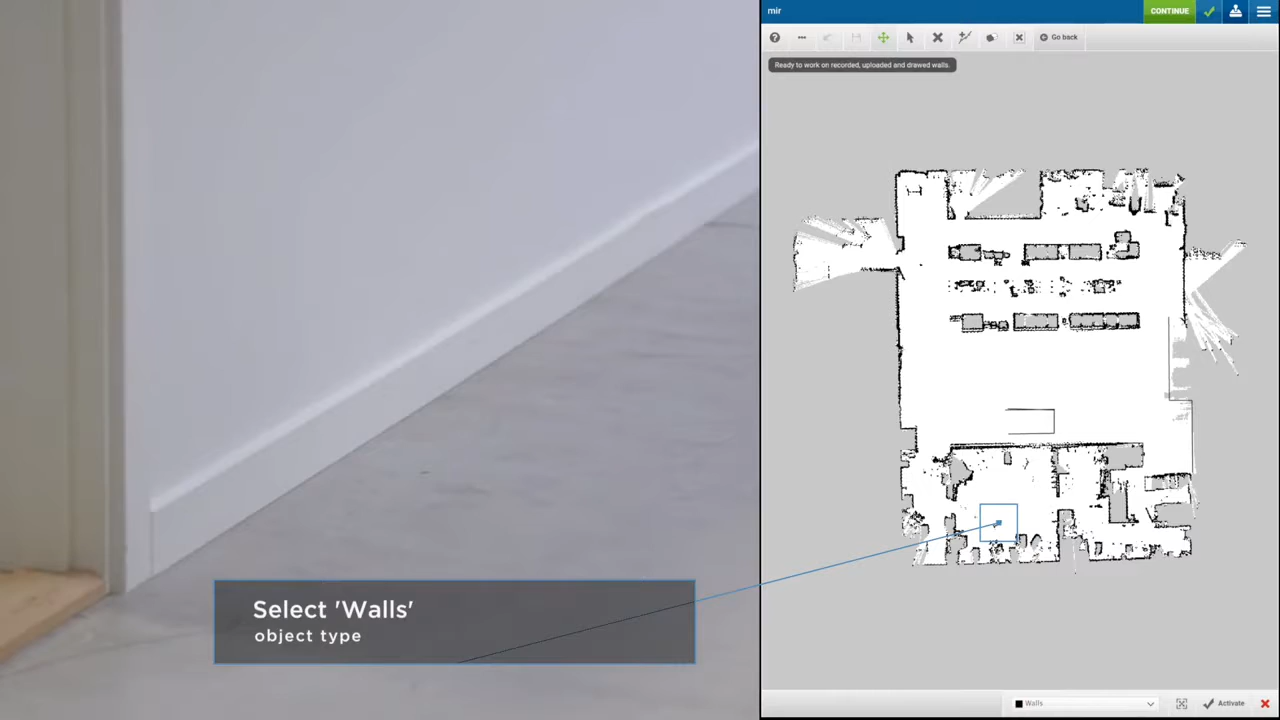 mir
CONTINUE
Go back
Ready to work on recorded, uploaded and drawed walls.
Select 'Walls'
object type
Walls
Activate